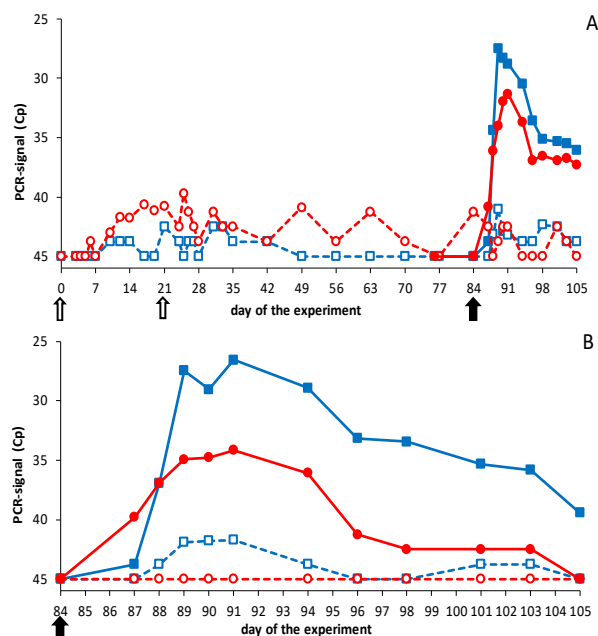 A
25
30
35
40
45
PCR-signal (Cp)
0 7 14 21 28 35 42 49 56 63 70 77 84 91 98 105
day of the experiment
B
25
30
35
40
45
PCR-signal (Cp)
84 85 86 87 88 89 90 91 92 93 94 95 96 97 98 99 100 101 102 103 104 105
day of the experiment